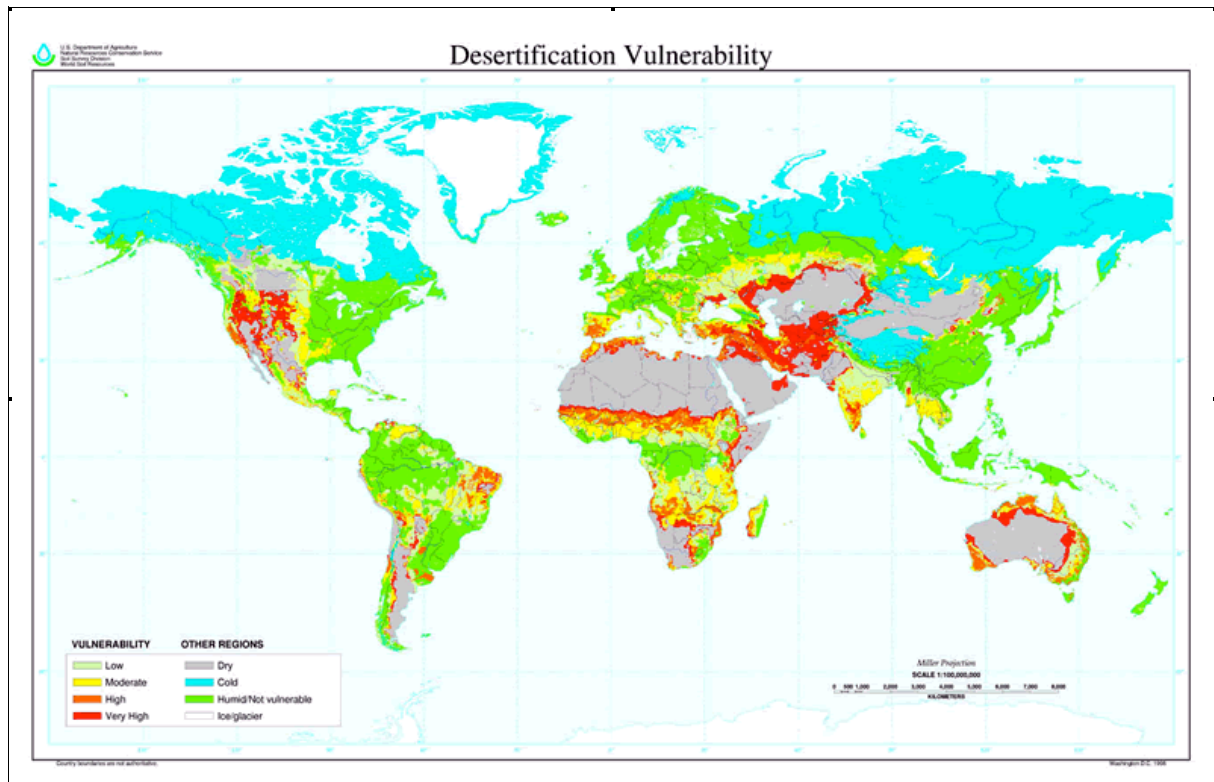 U.S. Department of Agriculture
Natural Resources Conservation Service
Soil Survey Division
World Soil Resources
Desertification Vulnerability
VULNERABILITY
Low
Moderate
High
Very High
OTHER REGIONS
Dry
Cold
Humid/Not vulnerable
Ice/glacier
Miller Projection
SCALE 1:100,000,000
0 500 1,000 2,000 3,000 4,000 5,000 6,000 7,000 8,000
KILOMETERS
Country boundaries are not authoritative.
Washington D.C. 1998